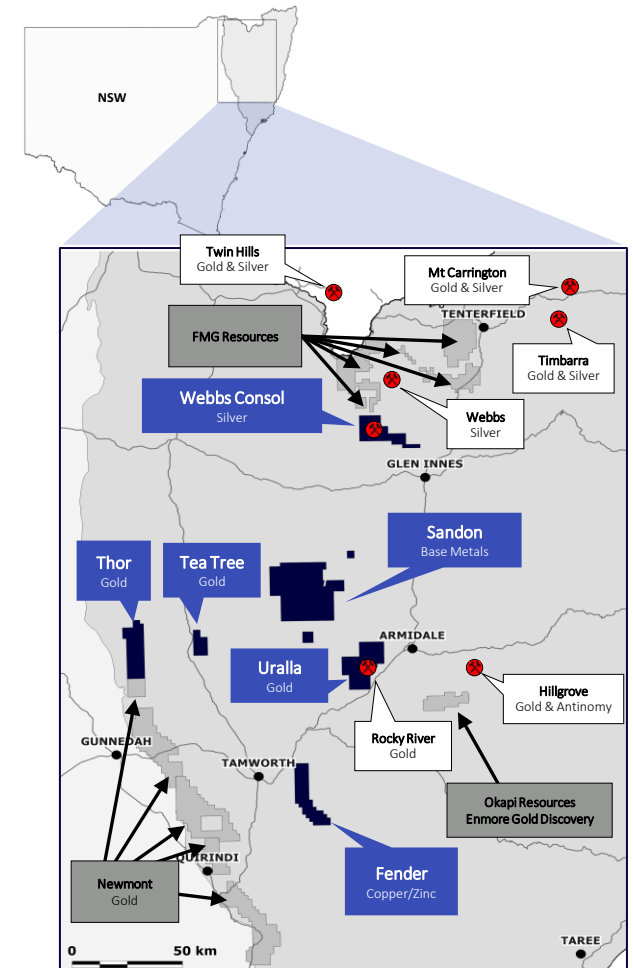 NSW
Twin Hills
Gold & Silver
Mt Carrington
Gold & Silver
TENTERFIELD
FMG Resources
Timbarra
Gold & Silver
Webbs Consol
Silver
Webbs
Silver
GLEN INNES
Sandon
Base Metals
Thor
Gold
Tea Tree
Gold
ARMIDALE
Uralla
Gold
Hillgrove
Gold & Antinomy
Rocky River
Gold
GUNNEDAH
TAMWORTH
Okapi Resources
Enmore Gold Discovery
QUIRINDI
Newmont
Gold
Fender
Copper/Zinc
TAREE
0 50 km